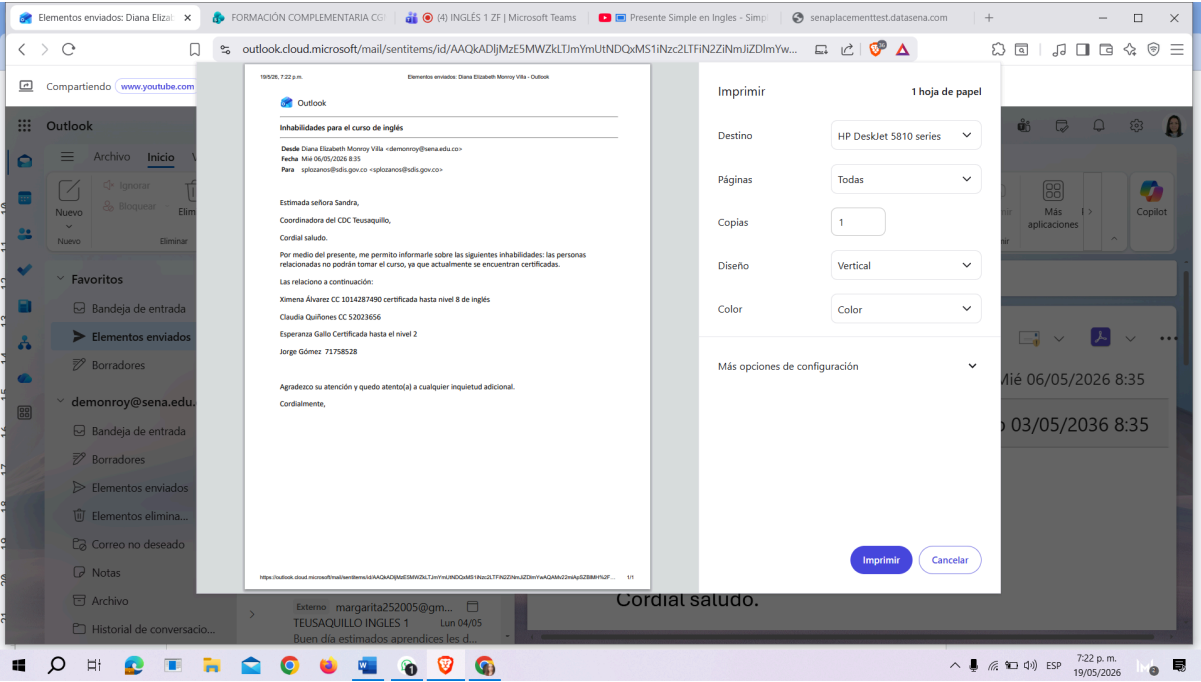 Elementos enviados: Diana Elizal
FORMACIÓN COMPLEMENTARIA CG
(4) INGLÉS 1 ZF | Microsoft Teams
Presente Simple en Ingles - Simp
senaplacementtest.datasena.com
outlook.cloud.microsoft/mail/sentitems/id/AAQkADljMzE5MWZkLTJmYmUtNDQxMS1iNzc2LTFiN2ZiNmJiZDlmYw...
Compartiendo www.youtube.com
Outlook
Archivo Inicio
Nuevo
Ignorar
Bloquear
Elim
Nuevo
Eliminar
Favoritos
Bandeja de entrada
Elementos enviados
Borradores
demonroy@sena.edu.
Bandeja de entrada
Borradores
Elementos enviados
Elementos elimina...
Correo no deseado
Notas
Archivo
Historial de conversacio...
19/5/26, 7:22 p.m. Elementos enviados: Diana Elizabeth Monroy Villa - Outlook
Outlook
Inhabilidades para el curso de inglés
Desde Diana Elizabeth Monroy Villa <demonroy@sena.edu.co>
Fecha Mié 06/05/2026 8:35
Para splozanos@sdis.gov.co <splozanos@sdis.gov.co>
Estimada señora Sandra,
Coordinadora del CDC Teusaquillo,
Cordial saludo.
Por medio del presente, me permito informarle sobre las siguientes inhabilidades: las personas
relacionadas no podrán tomar el curso, ya que actualmente se encuentran certificadas.
Las relaciono a continuación:
Ximena Álvarez CC 1014287490 certificada hasta nivel 8 de inglés
Claudia Quiñones CC 52023656
Esperanza Gallo Certificada hasta el nivel 2
Jorge Gómez 71758528
Agradezco su atención y quedo atento(a) a cualquier inquietud adicional.
Cordialmente,
1/1
Imprimir 1 hoja de papel
Destino HP DeskJet 5810 series
Páginas Todas
Copias 1
Diseño Vertical
Color Color
Más opciones de configuración
Imprimir Cancelar
Más
aplicaciones
Copilot
Mié 06/05/2026 8:35
03/05/2036 8:35
Cordial saludo.
Externo margarita252005@gm...
TEUSAQUILLO INGLES 1 Lun 04/05
Buen día estimados aprendices les d...
ESP
7:22 p. m.
19/05/2026